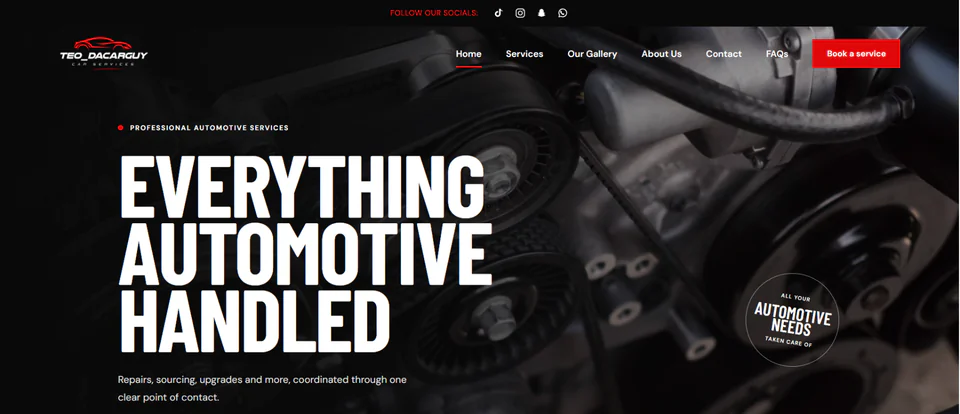 FOLLOW OUR SOCIALS:
TEO_DACARGUY
CAR SERVICES
Home Services Our Gallery About Us Contact FAQs Book a service
PROFESSIONAL AUTOMOTIVE SERVICES
EVERYTHING
AUTOMOTIVE
HANDLED
ALL YOUR
AUTOMOTIVE
NEEDS
TAKEN CARE OF
Repairs, sourcing, upgrades and more, coordinated through one
clear point of contact.